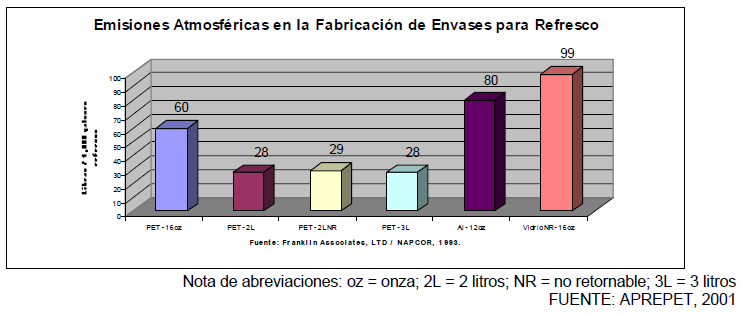 Emisiones Atmosféricas en la Fabricación de Envases para Refresco
100
90
80
70
60
50
40
30
20
10
0
60
28
29
28
80
99
PET-16oz
PET-2L
PET-2LNR
PET-3L
Al-12oz
VidrioNR-16oz
Fuente: Franklin Associates, LTD / NAPCOR, 1993.
Nota de abreviaciones: oz = onza; 2L = 2 litros; NR = no retornable; 3L = 3 litros
FUENTE: APREPET, 2001